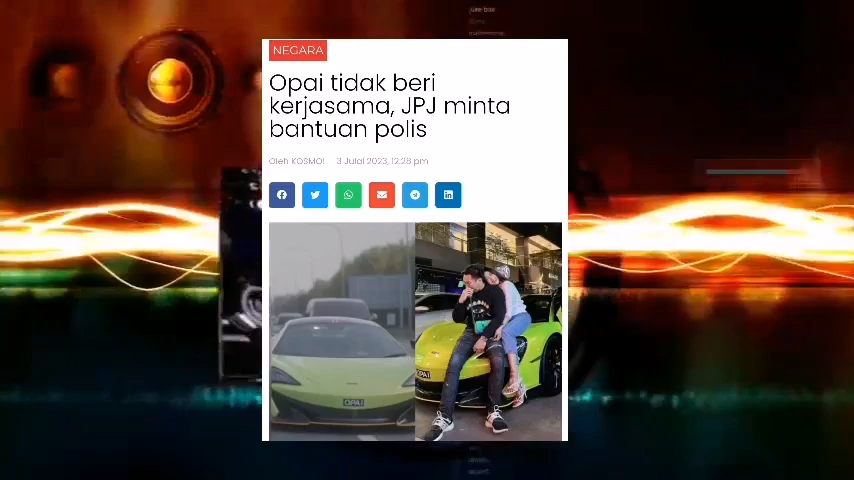 NEGARA
Opai tidak beri
kerjasama, JPJ minta
bantuan polis
Oleh KOSMO! 3 Julai 2023, 12:28 pm
OPAI
OPAI